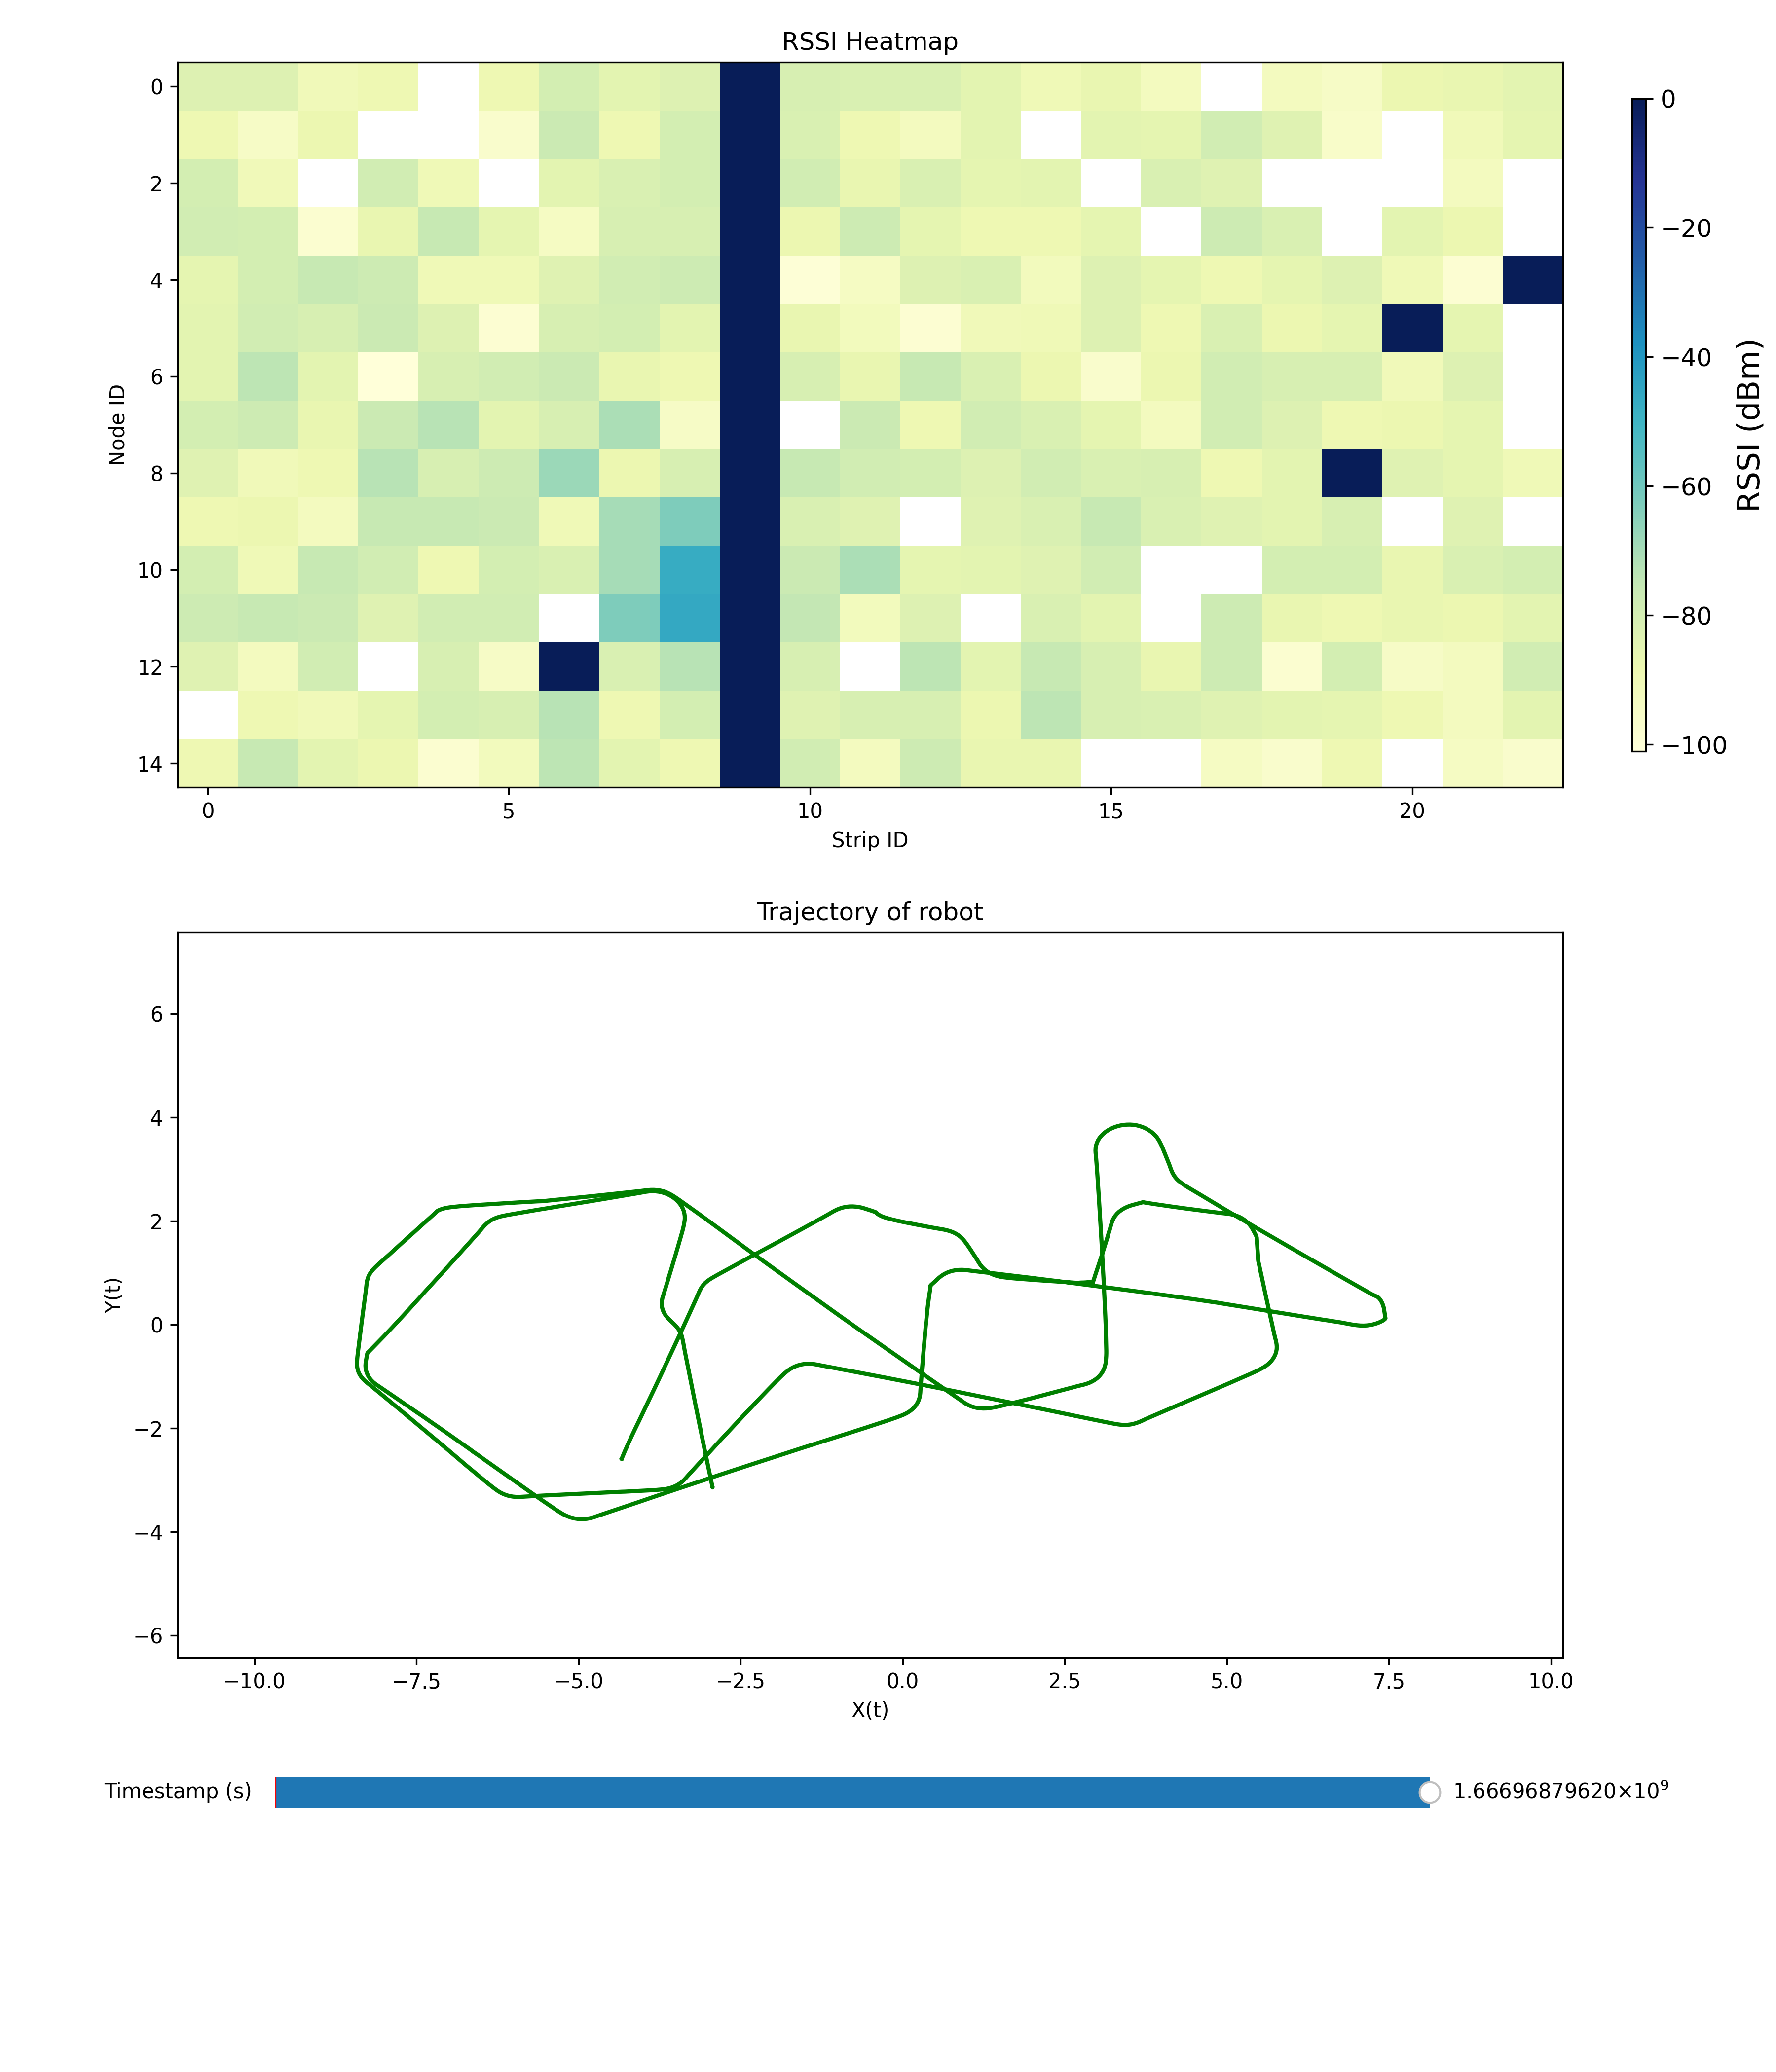 RSSI Heatmap
0
2
4
6
8
10
12
14
Node ID
0 5 10 15 20
Strip ID
0
−20
−40
−60
−80
−100
RSSI (dBm)
Trajectory of robot
6
4
2
0
−2
−4
−6
Y(t)
−10.0 −7.5 −5.0 −2.5 0.0 2.5 5.0 7.5 10.0
X(t)
Timestamp (s) 1.66696879620×10⁹